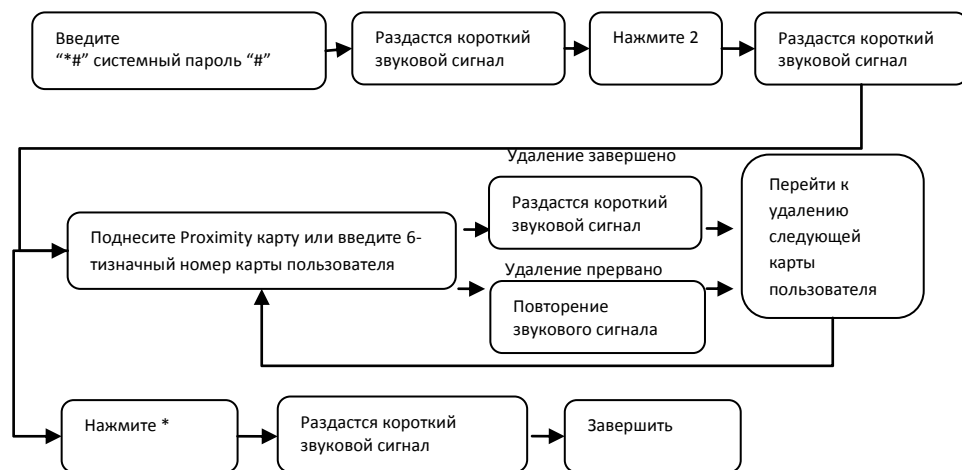 Введите
“*#” системный пароль “#”
Раздастся короткий
звуковой сигнал
Нажмите 2
Раздастся короткий
звуковой сигнал
Удаление завершено
Раздастся короткий
звуковой сигнал
Поднесите Proximity карту или введите 6-
тизначный номер карты пользователя
Удаление прервано
Повторение
звукового сигнала
Перейти к
удалению
следующей
карты
пользователя
Нажмите *
Раздастся короткий
звуковой сигнал
Завершить